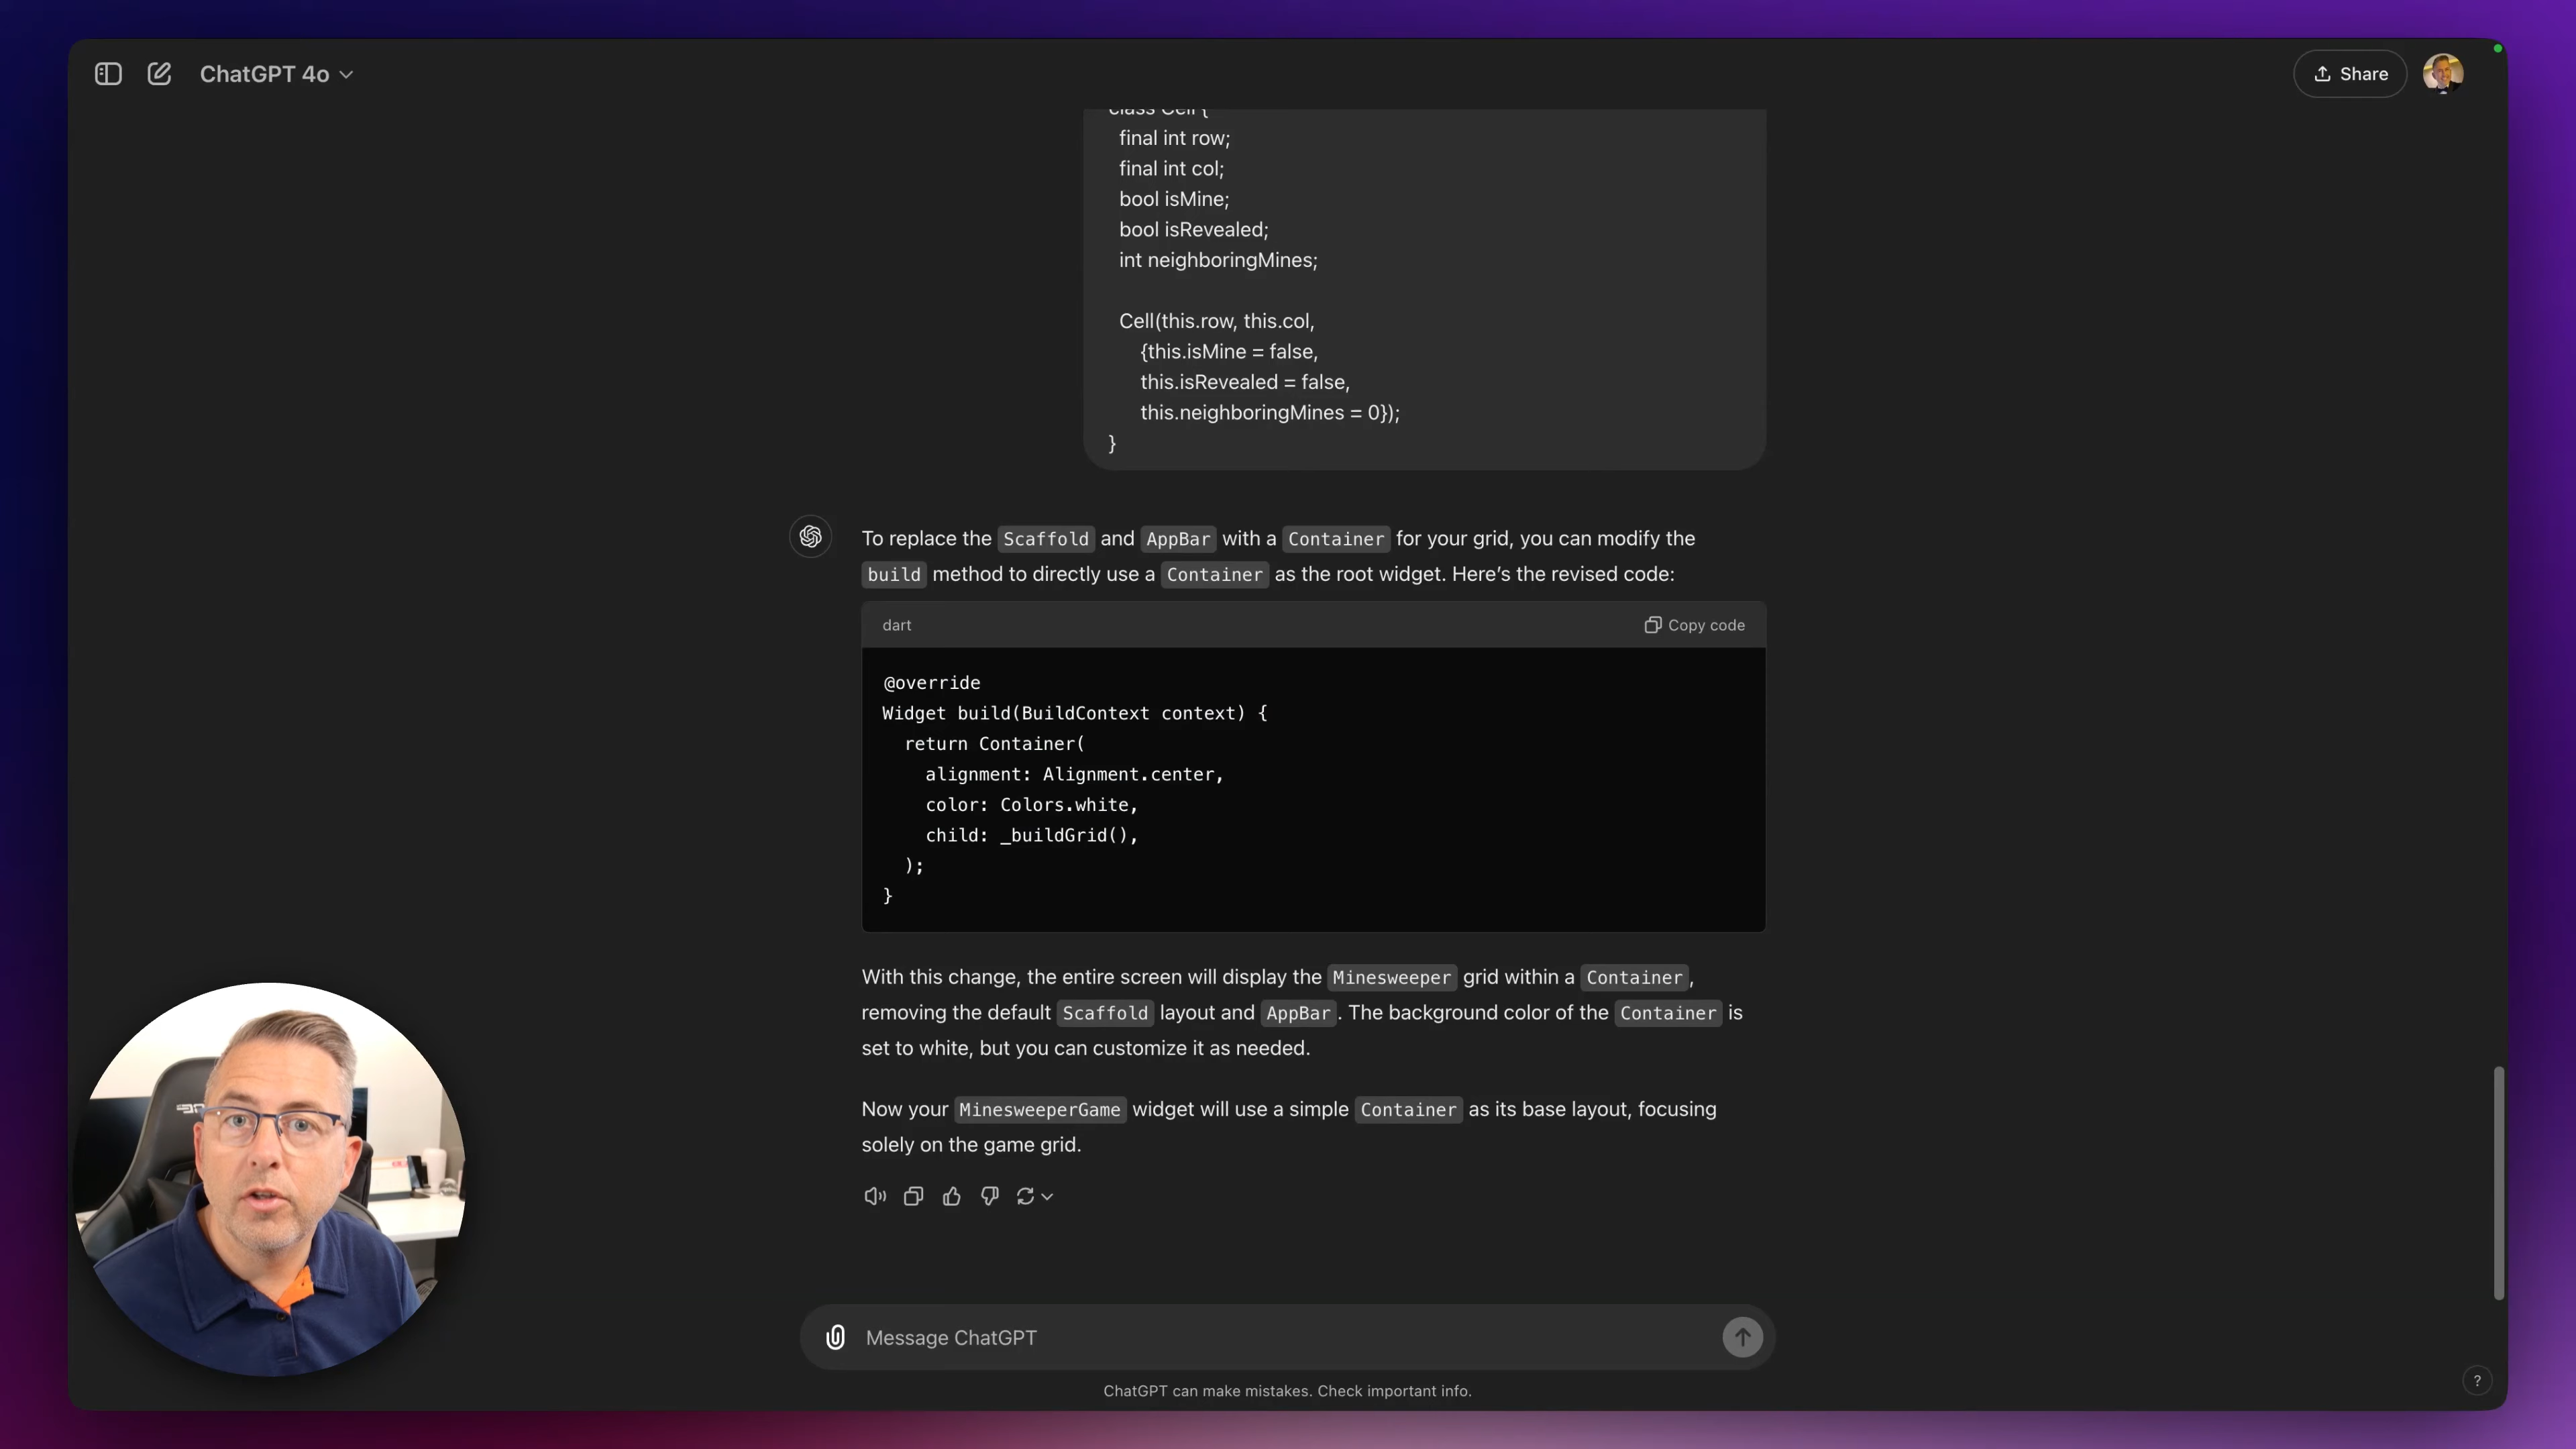 ChatGPT 4o
Share
class Cell {
final int row;
final int col;
bool isMine;
bool isRevealed;
int neighboringMines;
Cell(this.row, this.col,
{this.isMine = false,
this.isRevealed = false,
this.neighboringMines = 0});
}
To replace the Scaffold and AppBar with a Container for your grid, you can modify the
build method to directly use a Container as the root widget. Here’s the revised code:
dart
Copy code
@override
Widget build(BuildContext context) {
return Container(
alignment: Alignment.center,
color: Colors.white,
child: _buildGrid(),
);
}
With this change, the entire screen will display the Minesweeper grid within a Container,
removing the default Scaffold layout and AppBar. The background color of the Container is
set to white, but you can customize it as needed.
Now your MinesweeperGame widget will use a simple Container as its base layout, focusing
solely on the game grid.
Message ChatGPT
ChatGPT can make mistakes. Check important info.
?